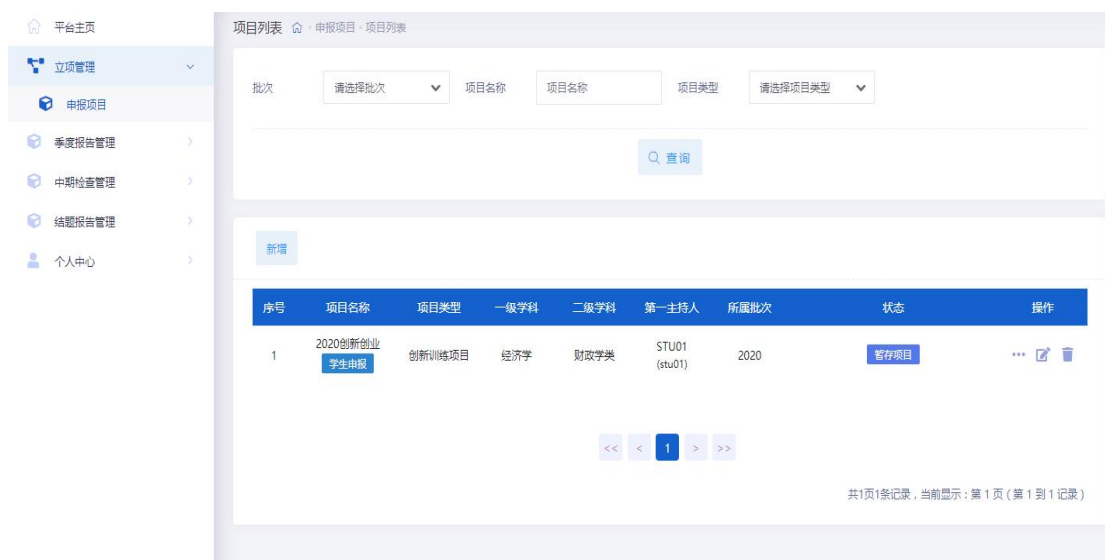 平台主页
立项管理
申报项目
季度报告管理
中期检查管理
结题报告管理
个人中心
项目列表 申报项目 · 项目列表
批次 请选择批次 项目名称 项目名称 项目类型 请选择项目类型
查询
新增
序号 项目名称 项目类型 一级学科 二级学科 第一主持人 所属批次 状态 操作
1 2020创新创业 学生申报 创新训练项目 经济学 财政学类 STU01 (stu01) 2020 暂存项目 ···
<< < 1 > >>
共1页1条记录，当前显示：第 1 页 ( 第 1 到 1 记录 )